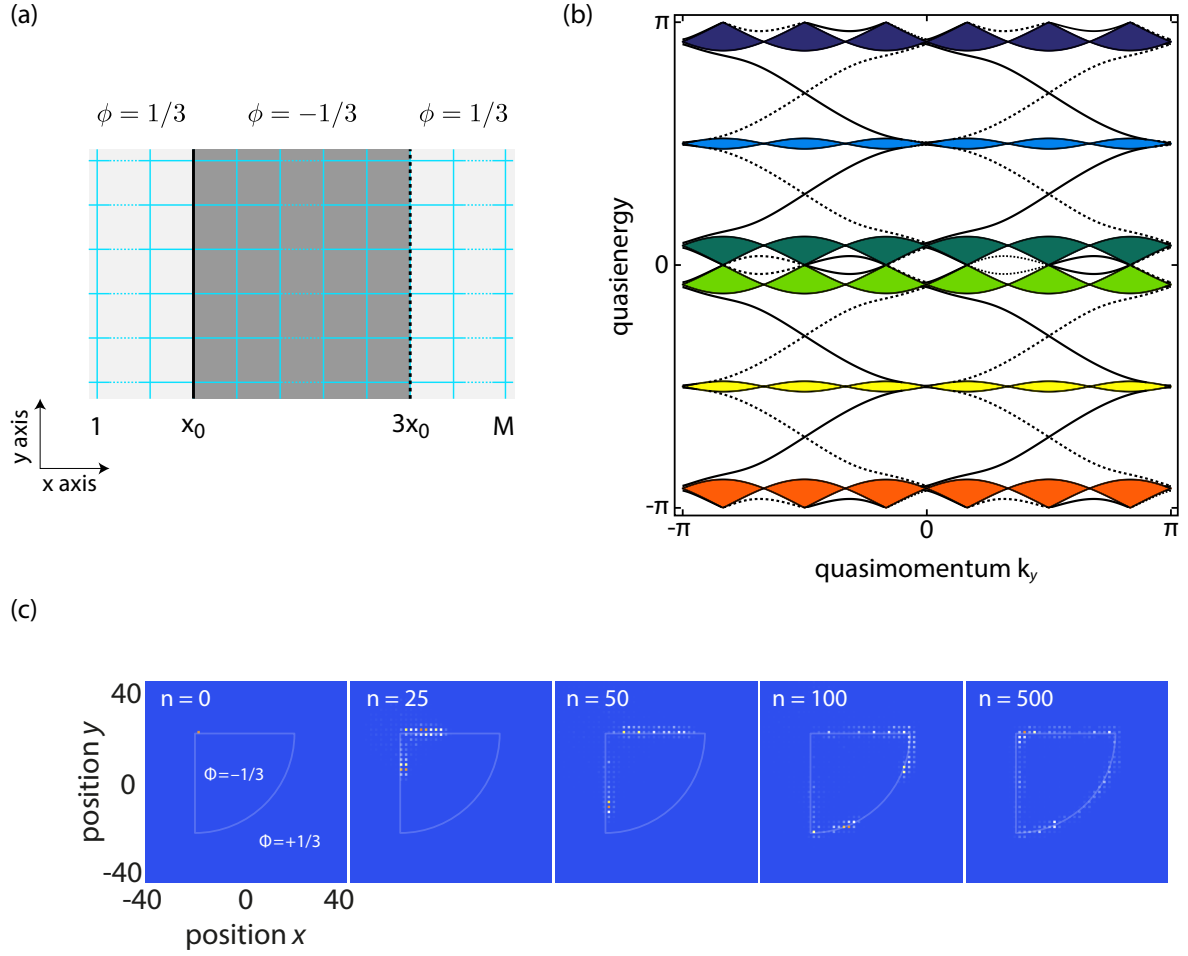 (a)
ϕ = 1/3 ϕ = −1/3 ϕ = 1/3
1 x₀ 3x₀ M
y axis
x axis
(b)
π
0
-π
quasienergy
-π 0 π
quasimomentum kᵧ
(c)
n = 0 n = 25 n = 50 n = 100 n = 500
Φ=−1/3
Φ=+1/3
40
0
-40
position y
-40 0 40
position x